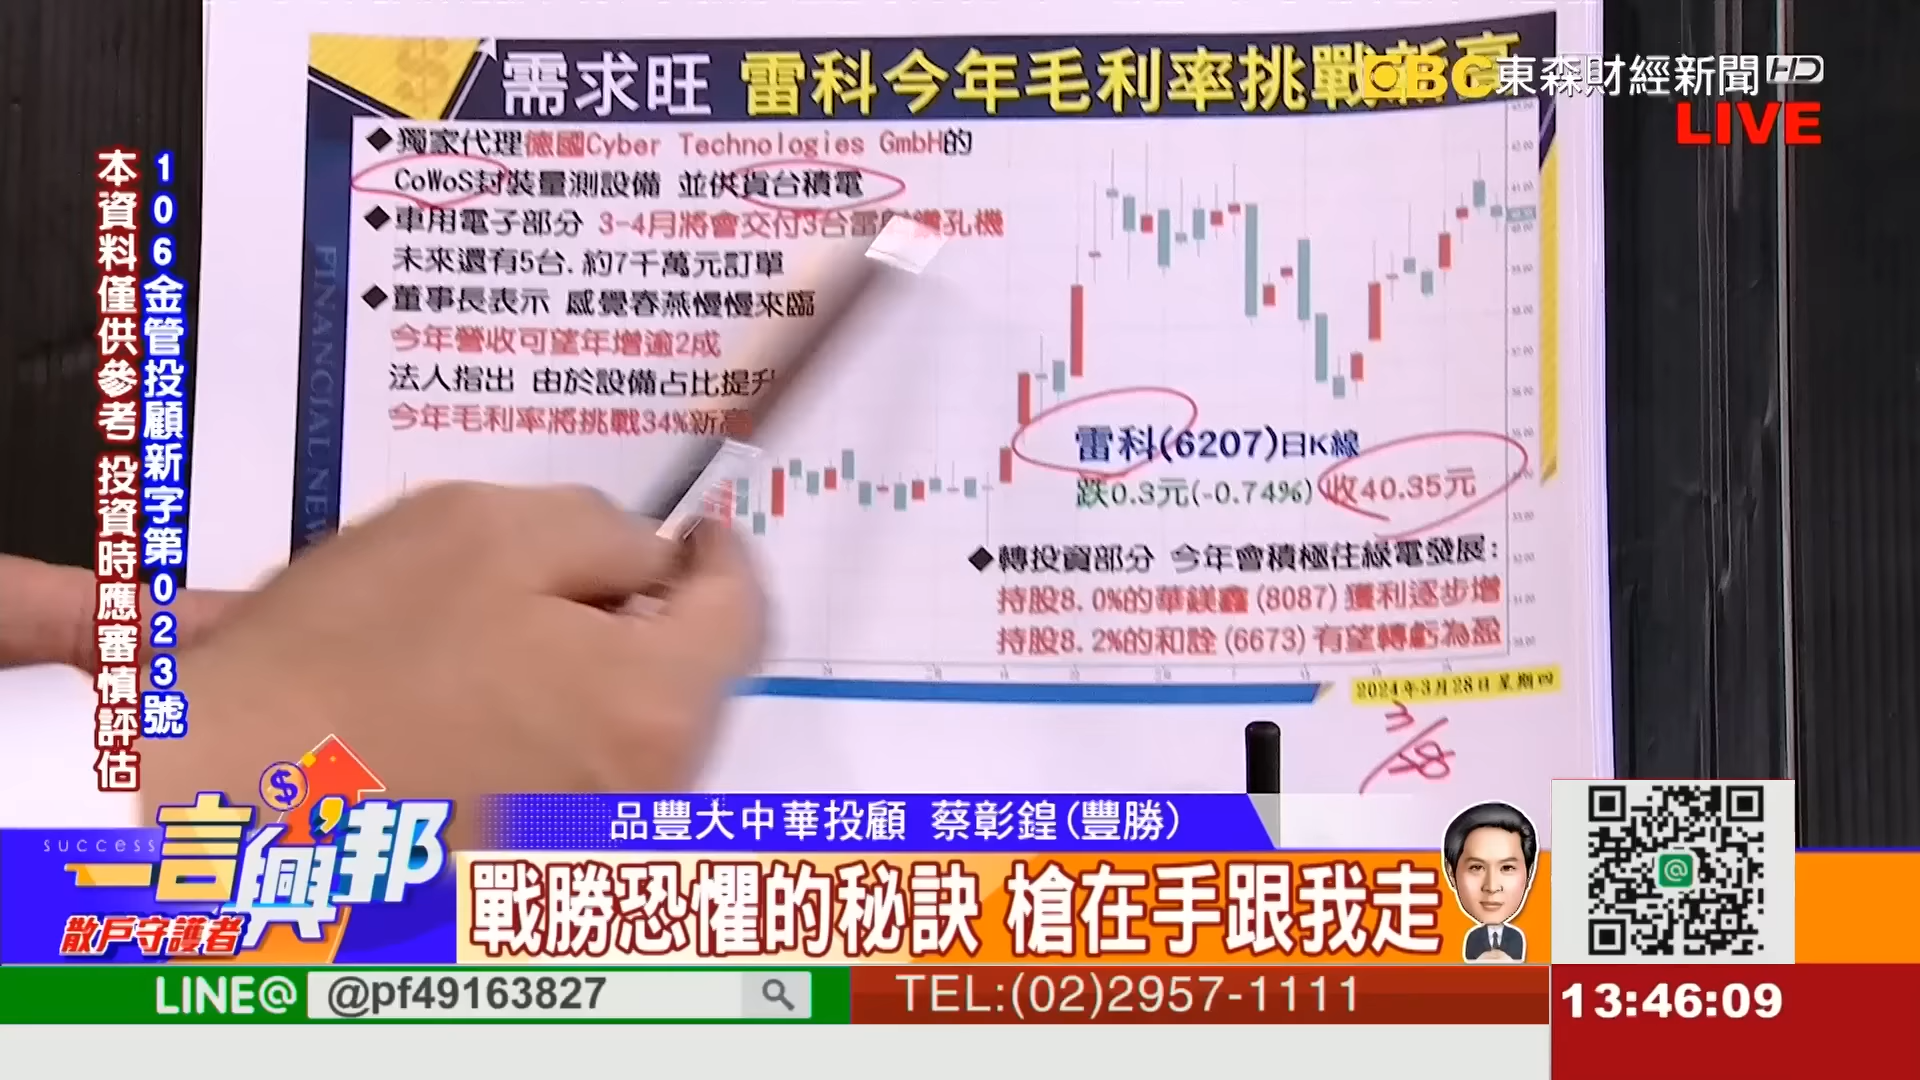 需求旺 雷科今年毛利率挑戰新高
EBC 東森財經新聞 HD
LIVE
◆獨家代理德國Cyber Technologies GmbH的
CoWoS封裝量測設備 並供貨台積電
◆車用電子部分 3-4月將會交付3台雷射鑽孔機
未來還有5台.約7千萬元訂單
◆董事長表示 感覺春燕慢慢來臨
今年營收可望年增逾2成
法人指出 由於設備占比提升
今年毛利率將挑戰34%新高
雷科(6207)日K線
跌0.3元(-0.74%) 收40.35元
◆轉投資部分 今年會積極往綠電發展:
持股8.0%的華鎂鑫(8087)獲利逐步增
持股8.2%的和詮(6673)有望轉虧為盈
2024年3月28日星期四
3/28
FINANCIAL NEW
106金管投顧新字第023號
本資料僅供參考 投資時應審慎評估
success
一言興邦
散戶守護者
品豐大中華投顧 蔡彰鍠(豐勝)
戰勝恐懼的秘訣 槍在手跟我走
LINE@ @pf49163827
TEL:(02)2957-1111
13:46:09